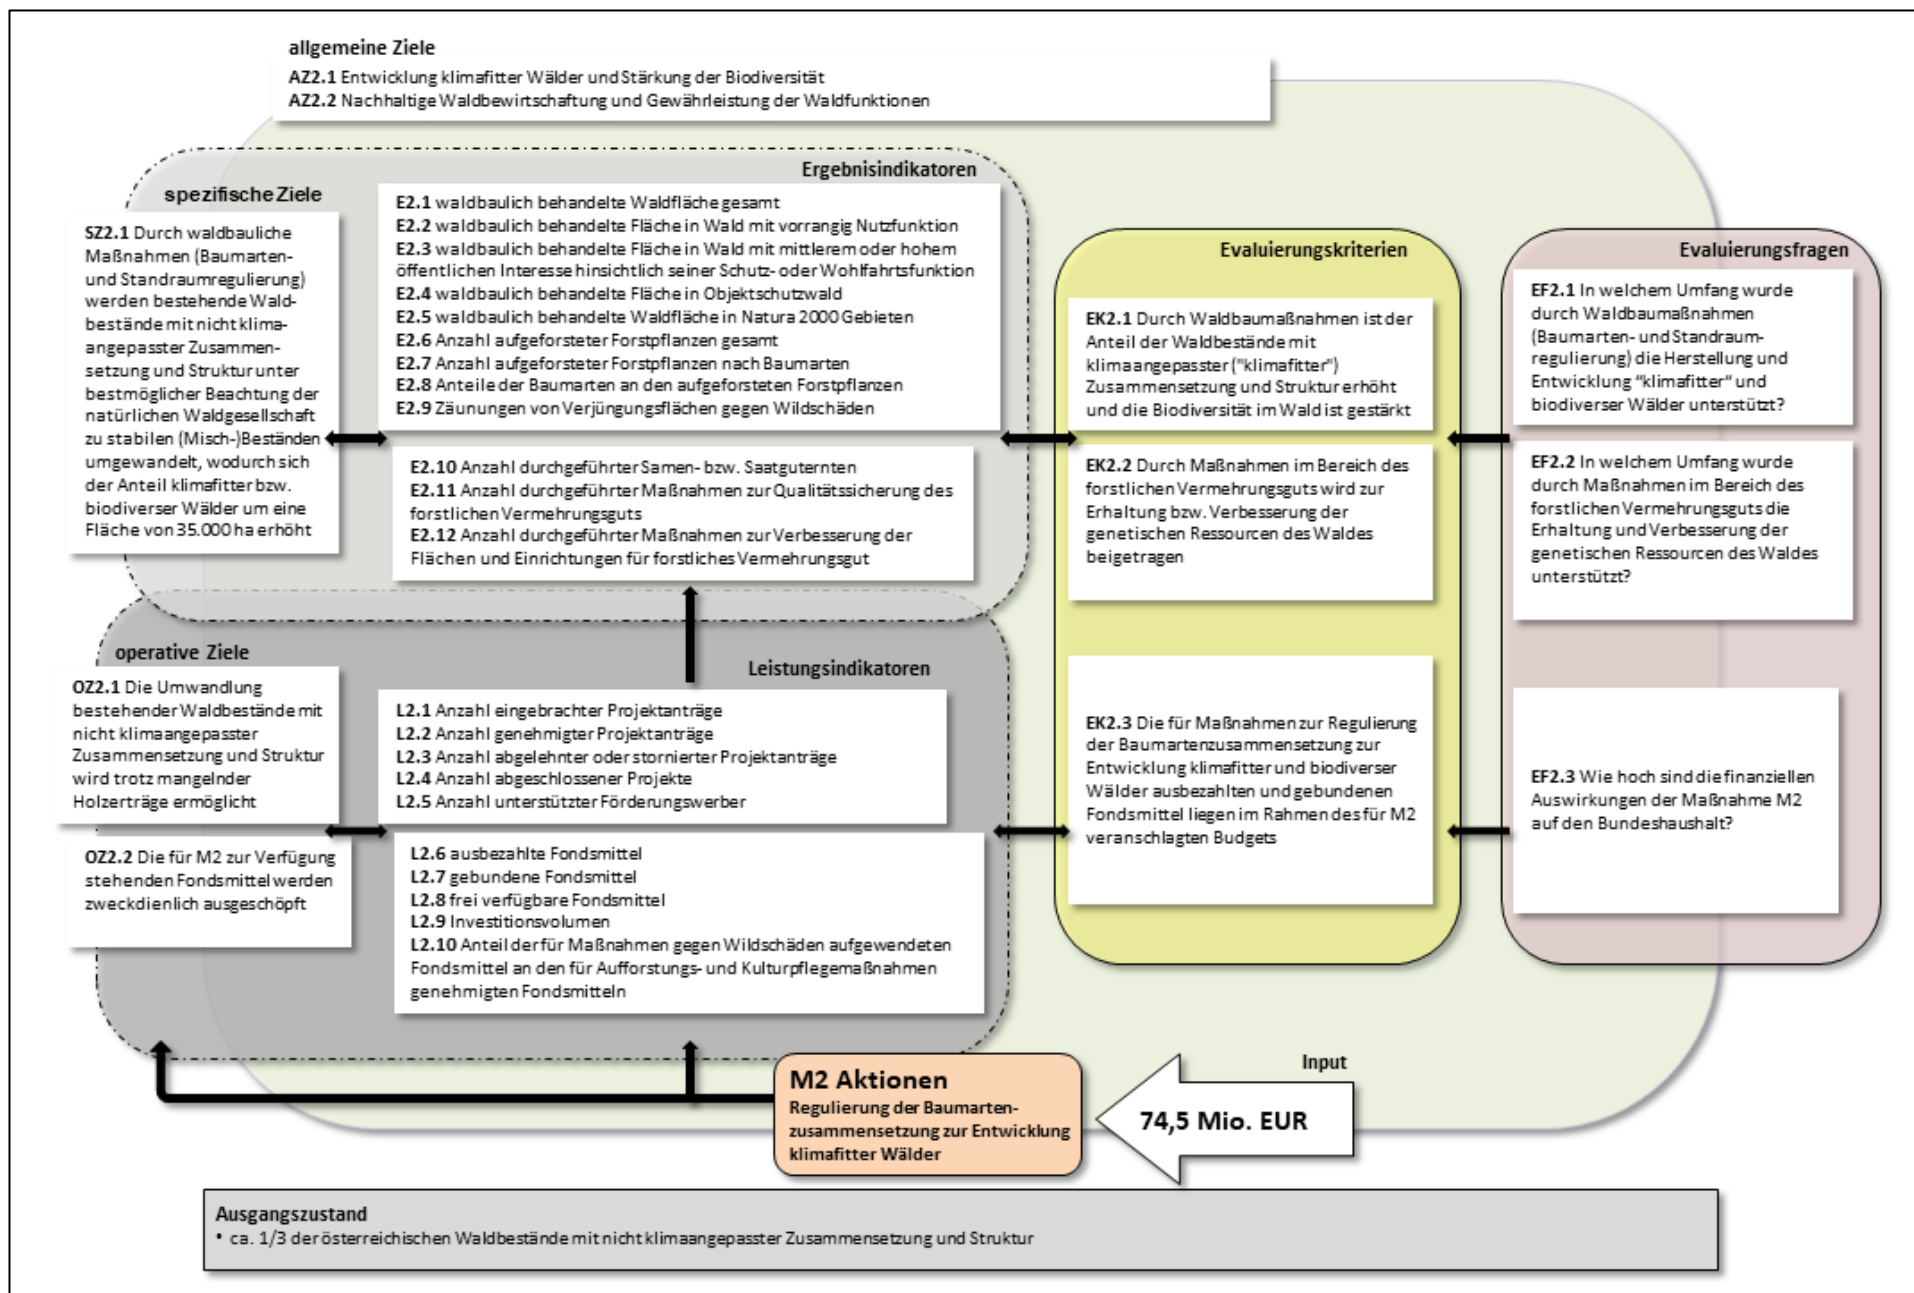 allgemeine Ziele
AZ2.1 Entwicklung klimafitter Wälder und Stärkung der Biodiversität
AZ2.2 Nachhaltige Waldbewirtschaftung und Gewährleistung der Waldfunktionen
spezifische Ziele
SZ2.1 Durch waldbauliche
Maßnahmen (Baumarten-
und Standraumregulierung)
werden bestehende Wald-
bestände mit nicht klima-
angepasster Zusammen-
setzung und Struktur unter
bestmöglicher Beachtung der
natürlichen Waldgesellschaft
zu stabilen (Misch-)Beständen
umgewandelt, wodurch sich
der Anteil klimafitter bzw.
biodiverser Wälder um eine
Fläche von 35.000 ha erhöht
Ergebnisindikatoren
E2.1 waldbaulich behandelte Waldfläche gesamt
E2.2 waldbaulich behandelte Fläche in Wald mit vorrangig Nutzfunktion
E2.3 waldbaulich behandelte Fläche in Wald mit mittlerem oder hohem
öffentlichen Interesse hinsichtlich seiner Schutz- oder Wohlfahrtsfunktion
E2.4 waldbaulich behandelte Fläche in Objektschutzwald
E2.5 waldbaulich behandelte Waldfläche in Natura 2000 Gebieten
E2.6 Anzahl aufgeforsteter Forstpflanzen gesamt
E2.7 Anzahl aufgeforsteter Forstpflanzen nach Baumarten
E2.8 Anteile der Baumarten an den aufgeforsteten Forstpflanzen
E2.9 Zäunungen von Verjüngungsflächen gegen Wildschäden
E2.10 Anzahl durchgeführter Samen- bzw. Saatguternten
E2.11 Anzahl durchgeführter Maßnahmen zur Qualitätssicherung des
forstlichen Vermehrungsguts
E2.12 Anzahl durchgeführter Maßnahmen zur Verbesserung der
Flächen und Einrichtungen für forstliches Vermehrungsgut
Evaluierungskriterien
EK2.1 Durch Waldbaumaßnahmen ist der
Anteil der Waldbestände mit
klimaangepasster ("klimafitter")
Zusammensetzung und Struktur erhöht
und die Biodiversität im Wald ist gestärkt
EK2.2 Durch Maßnahmen im Bereich des
forstlichen Vermehrungsguts wird zur
Erhaltung bzw. Verbesserung der
genetischen Ressourcen des Waldes
beigetragen
EK2.3 Die für Maßnahmen zur Regulierung
der Baumartenzusammensetzung zur
Entwicklung klimafitter und biodiverser
Wälder ausbezahlten und gebundenen
Fondsmittel liegen im Rahmen des für M2
veranschlagten Budgets
Evaluierungsfragen
EF2.1 In welchem Umfang wurde
durch Waldbaumaßnahmen
(Baumarten- und Standraum-
regulierung) die Herstellung und
Entwicklung "klimafitter" und
biodiverser Wälder unterstützt?
EF2.2 In welchem Umfang wurde
durch Maßnahmen im Bereich des
forstlichen Vermehrungsguts die
Erhaltung und Verbesserung der
genetischen Ressourcen des Waldes
unterstützt?
EF2.3 Wie hoch sind die finanziellen
Auswirkungen der Maßnahme M2
auf den Bundeshaushalt?
operative Ziele
OZ2.1 Die Umwandlung
bestehender Waldbestände mit
nicht klimaangepasster
Zusammensetzung und Struktur
wird trotz mangelnder
Holzerträge ermöglicht
OZ2.2 Die für M2 zur Verfügung
stehenden Fondsmittel werden
zweckdienlich ausgeschöpft
Leistungsindikatoren
L2.1 Anzahl eingebrachter Projektanträge
L2.2 Anzahl genehmigter Projektanträge
L2.3 Anzahl abgelehnter oder stornierter Projektanträge
L2.4 Anzahl abgeschlossener Projekte
L2.5 Anzahl unterstützter Förderungswerber
L2.6 ausbezahlte Fondsmittel
L2.7 gebundene Fondsmittel
L2.8 frei verfügbare Fondsmittel
L2.9 Investitionsvolumen
L2.10 Anteil der für Maßnahmen gegen Wildschäden aufgewendeten
Fondsmittel an den für Aufforstungs- und Kulturpflegemaßnahmen
genehmigten Fondsmitteln
M2 Aktionen
Regulierung der Baumarten-
zusammensetzung zur Entwicklung
klimafitter Wälder
Input
74,5 Mio. EUR
Ausgangszustand
• ca. 1/3 der österreichischen Waldbestände mit nicht klimaangepasster Zusammensetzung und Struktur